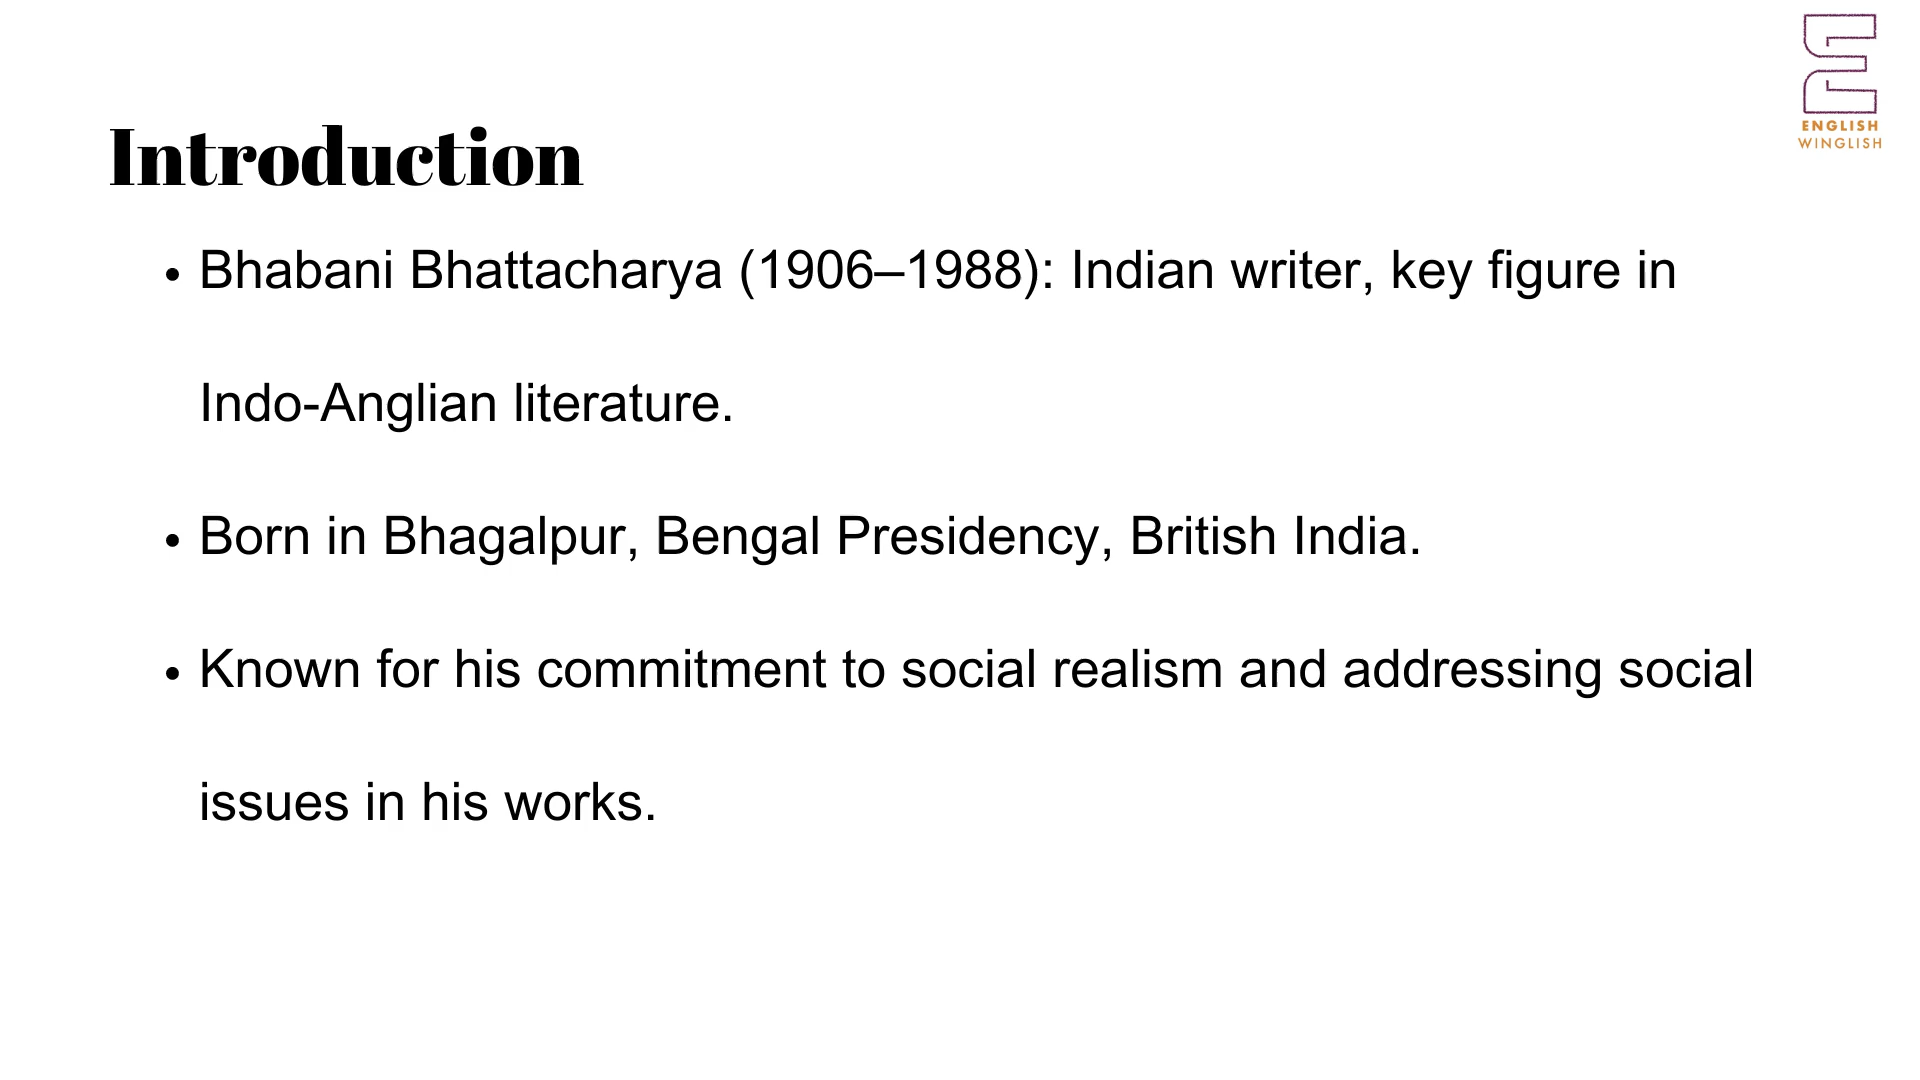 ENGLISH
WINGLISH
Introduction
• Bhabani Bhattacharya (1906–1988): Indian writer, key figure in
Indo-Anglian literature.
• Born in Bhagalpur, Bengal Presidency, British India.
• Known for his commitment to social realism and addressing social
issues in his works.